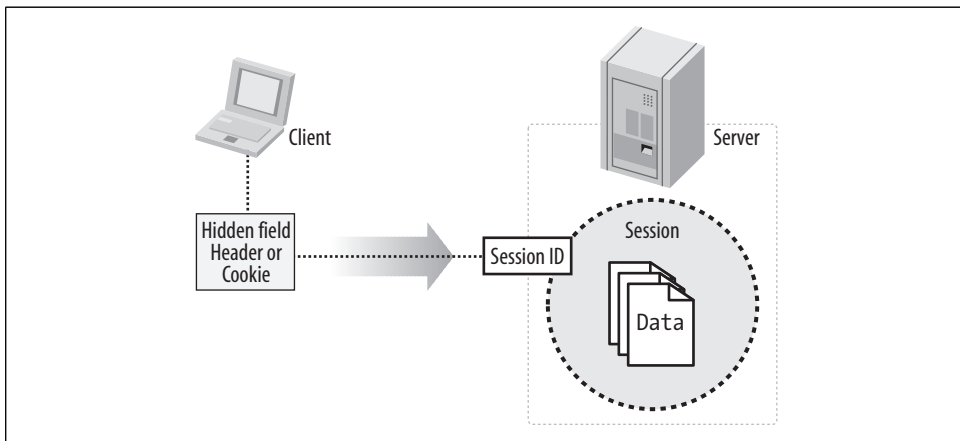 Client
Server
Hidden field
Header or
Cookie
Session ID
Session
Data